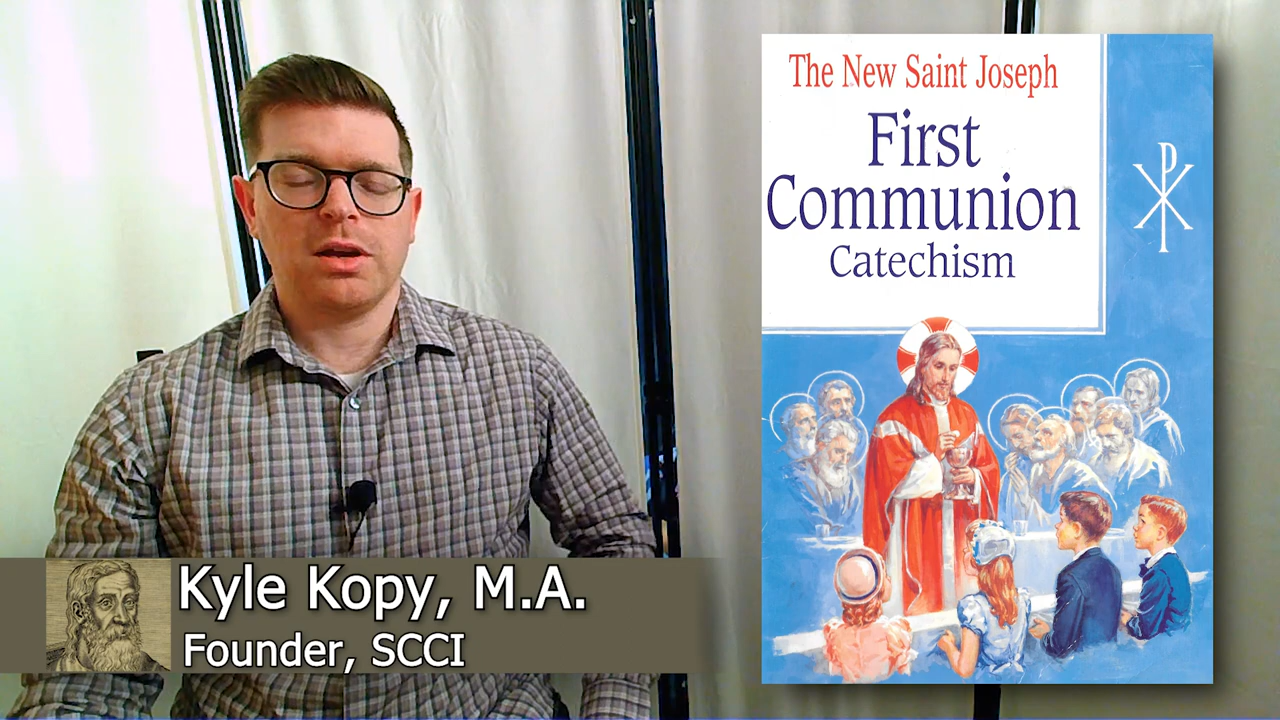 The New Saint Joseph
First
Communion
Catechism
Kyle Kopy, M.A.
Founder, SCCI